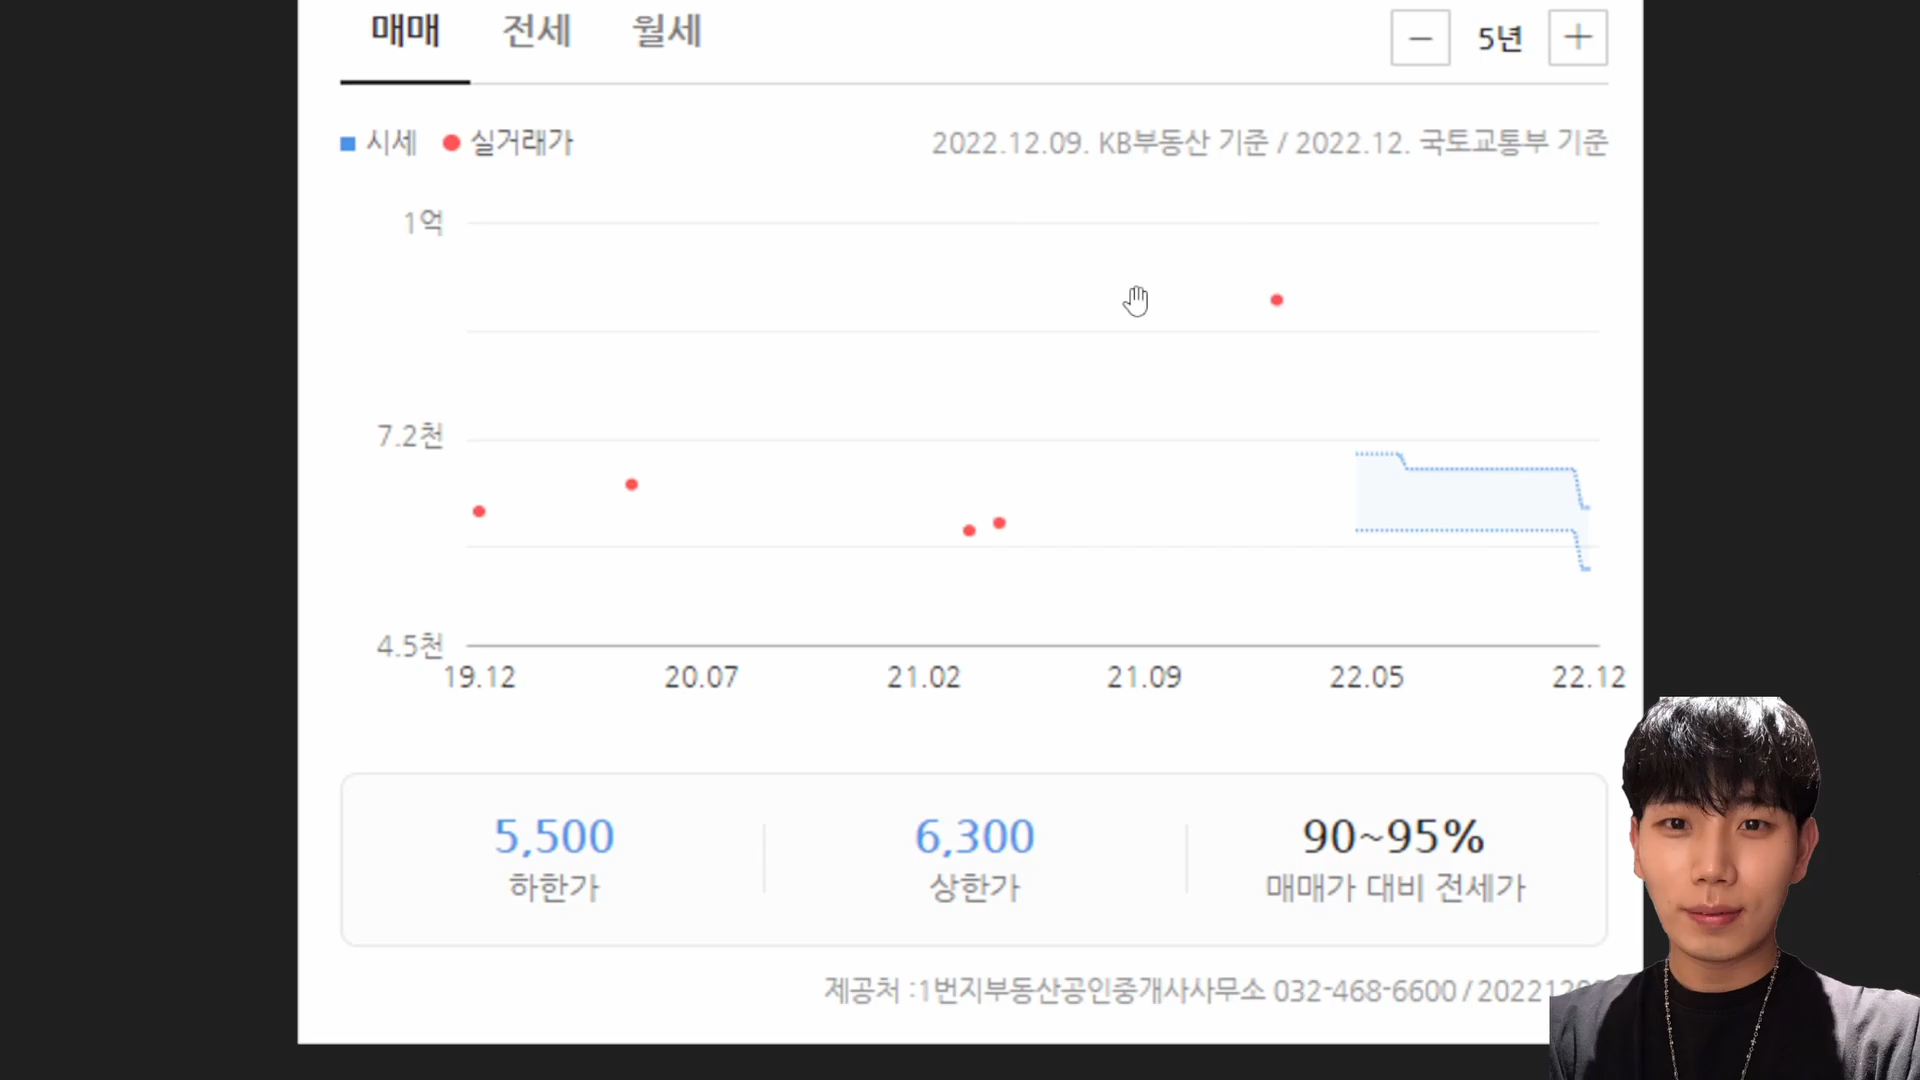 매매 전세 월세 − 5년 +
시세 실거래가 2022.12.09. KB부동산 기준 / 2022.12. 국토교통부 기준
1억
7.2천
4.5천
19.12 20.07 21.02 21.09 22.05 22.12
5,500 6,300 90~95%
하한가 상한가 매매가 대비 전세가
제공처 :1번지부동산공인중개사사무소 032-468-6600 /